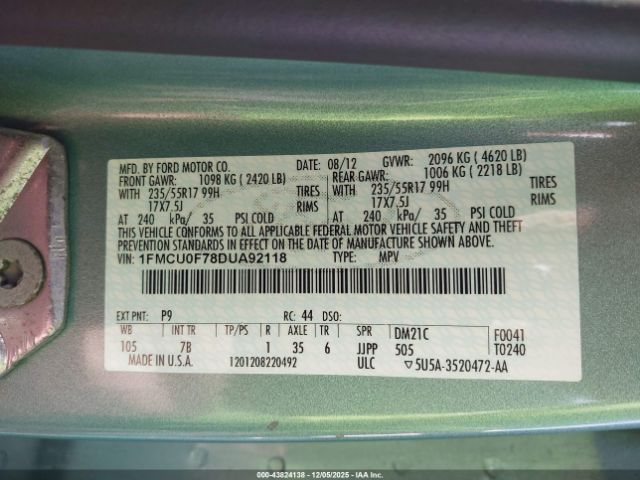 MFD. BY FORD MOTOR CO. DATE: 08/12 GVWR: 2096 KG ( 4620 LB)
FRONT GAWR: 1098 KG ( 2420 LB) REAR GAWR: 1006 KG ( 2218 LB)
WITH 235/55R17 99H TIRES WITH 235/55R17 99H TIRES
17X7.5J RIMS 17X7.5J RIMS
AT 240 kPa/ 35 PSI COLD AT 240 kPa/ 35 PSI COLD
THIS VEHICLE CONFORMS TO ALL APPLICABLE FEDERAL MOTOR VEHICLE SAFETY AND THEFT
PREVENTION STANDARDS IN EFFECT ON THE DATE OF MANUFACTURE SHOWN ABOVE.
VIN: 1FMCU0F78DUA92118 TYPE: MPV
EXT PNT: P9 RC: 44 DSO:
WB INT TR TP/PS R AXLE TR SPR DM21C F0041
105 7B 1 35 6 JJPP 505 T0240
MADE IN U.S.A. 1201208220492 ULC ▽5U5A-3520472-AA
000-43824138 - 12/05/2025 - IAAI.COM